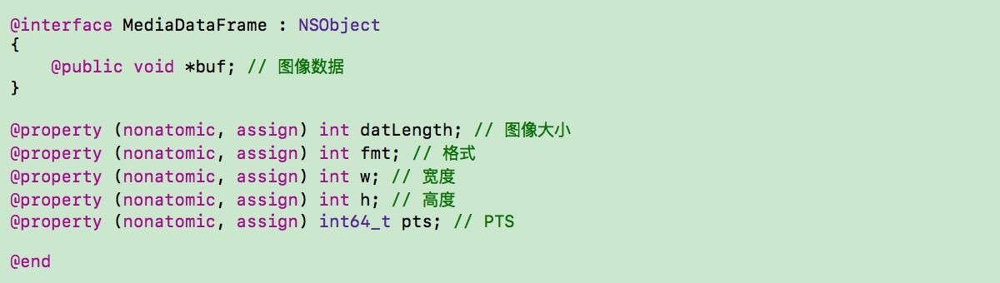 @interface MediaDataFrame : NSObject
{
    @public void *buf; // 图像数据
}
@property (nonatomic, assign) int datLength; // 图像大小
@property (nonatomic, assign) int fmt; // 格式
@property (nonatomic, assign) int w; // 宽度
@property (nonatomic, assign) int h; // 高度
@property (nonatomic, assign) int64_t pts; // PTS
@end